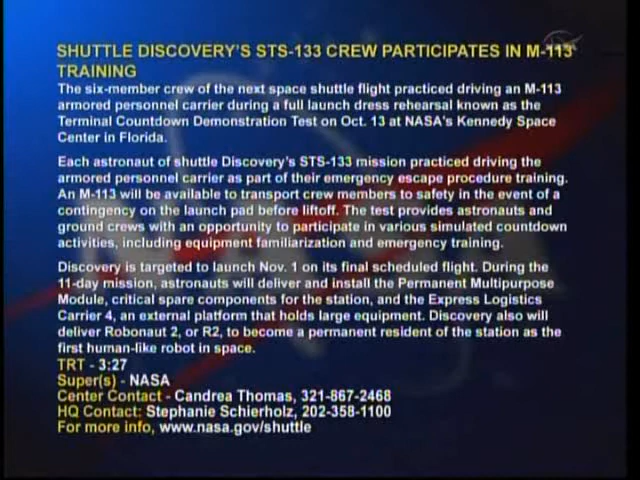 SHUTTLE DISCOVERY'S STS-133 CREW PARTICIPATES IN M-113
TRAINING
The six-member crew of the next space shuttle flight practiced driving an M-113
armored personnel carrier during a full launch dress rehearsal known as the
Terminal Countdown Demonstration Test on Oct. 13 at NASA's Kennedy Space
Center in Florida.
Each astronaut of shuttle Discovery's STS-133 mission practiced driving the
armored personnel carrier as part of their emergency escape procedure training.
An M-113 will be available to transport crew members to safety in the event of a
contingency on the launch pad before liftoff. The test provides astronauts and
ground crews with an opportunity to participate in various simulated countdown
activities, including equipment familiarization and emergency training.
Discovery is targeted to launch Nov. 1 on its final scheduled flight. During the
11-day mission, astronauts will deliver and install the Permanent Multipurpose
Module, critical spare components for the station, and the Express Logistics
Carrier 4, an external platform that holds large equipment. Discovery also will
deliver Robonaut 2, or R2, to become a permanent resident of the station as the
first human-like robot in space.
TRT - 3:27
Super(s) - NASA
Center Contact - Candrea Thomas, 321-867-2468
HQ Contact: Stephanie Schierholz, 202-358-1100
For more info, www.nasa.gov/shuttle